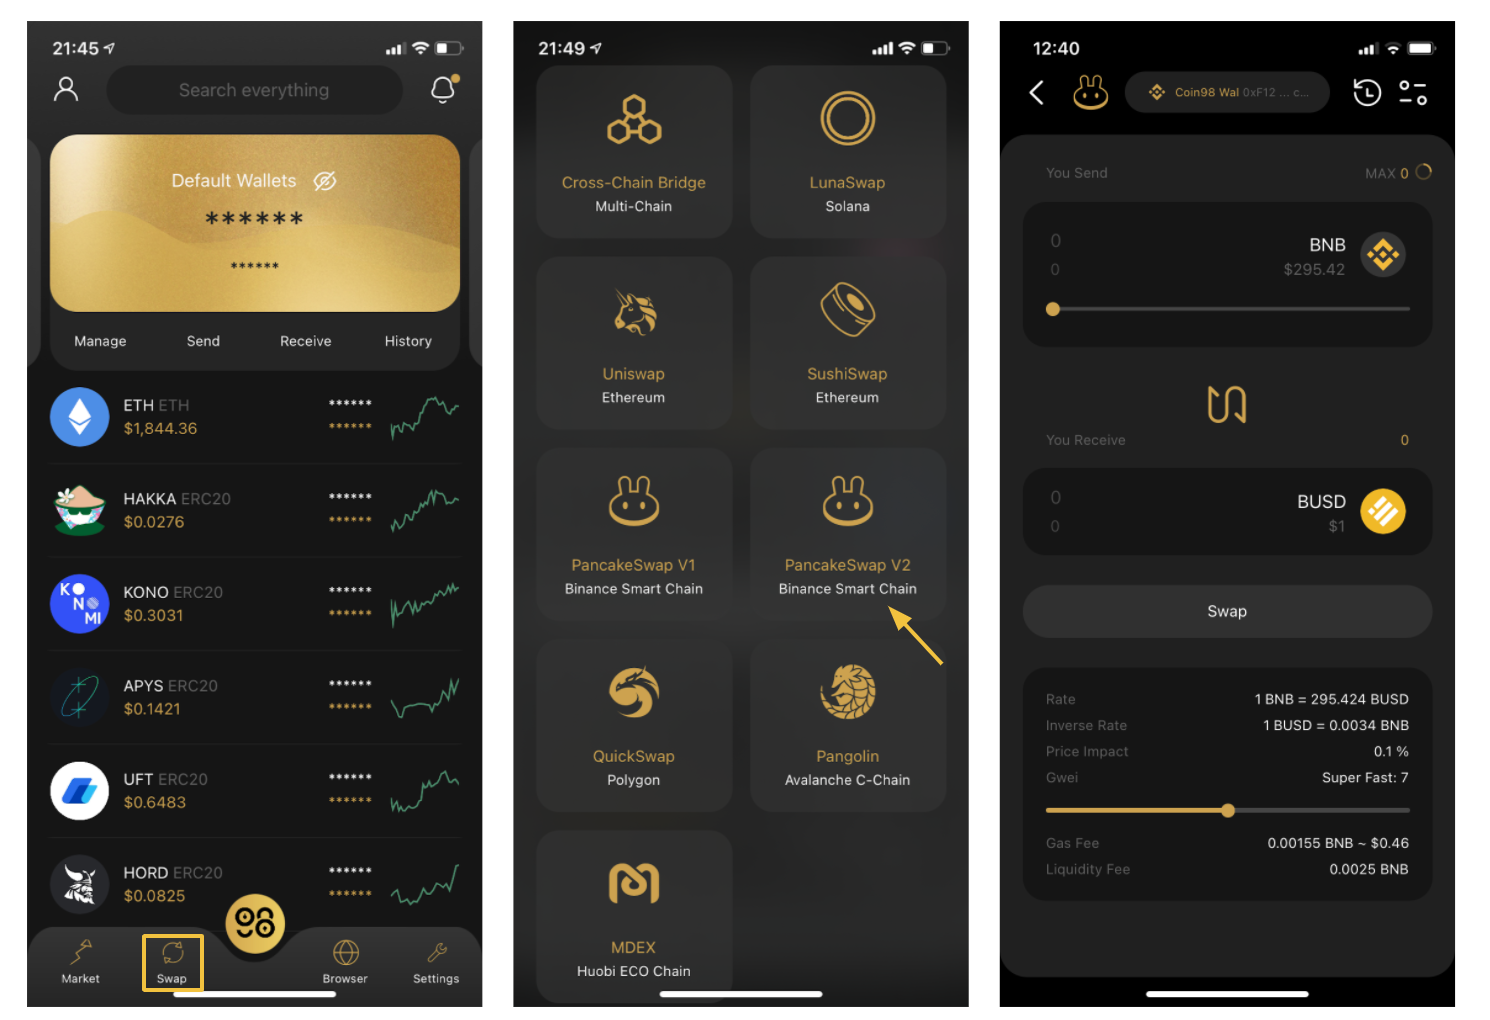 21:45
Search everything
Default Wallets
******
******
Manage Send Receive History
ETH ETH ******
$1,844.36 ******
HAKKA ERC20 ******
$0.0276 ******
KONO ERC20 ******
$0.3031 ******
APYS ERC20 ******
$0.1421 ******
UFT ERC20 ******
$0.6483 ******
HORD ERC20 ******
$0.0825 ******
98
Market Swap Browser Settings
21:49
Cross-Chain Bridge LunaSwap
Multi-Chain Solana
Uniswap SushiSwap
Ethereum Ethereum
PancakeSwap V1 PancakeSwap V2
Binance Smart Chain Binance Smart Chain
QuickSwap Pangolin
Polygon Avalanche C-Chain
MDEX
Huobi ECO Chain
12:40
Coin98 Wal 0xF12 ... c...
You Send MAX 0
0 BNB
0 $295.42
You Receive 0
0 BUSD
0 $1
Swap
Rate 1 BNB = 295.424 BUSD
Inverse Rate 1 BUSD = 0.0034 BNB
Price Impact 0.1 %
Gwei Super Fast: 7
Gas Fee 0.00155 BNB ~ $0.46
Liquidity Fee 0.0025 BNB
KONOMI